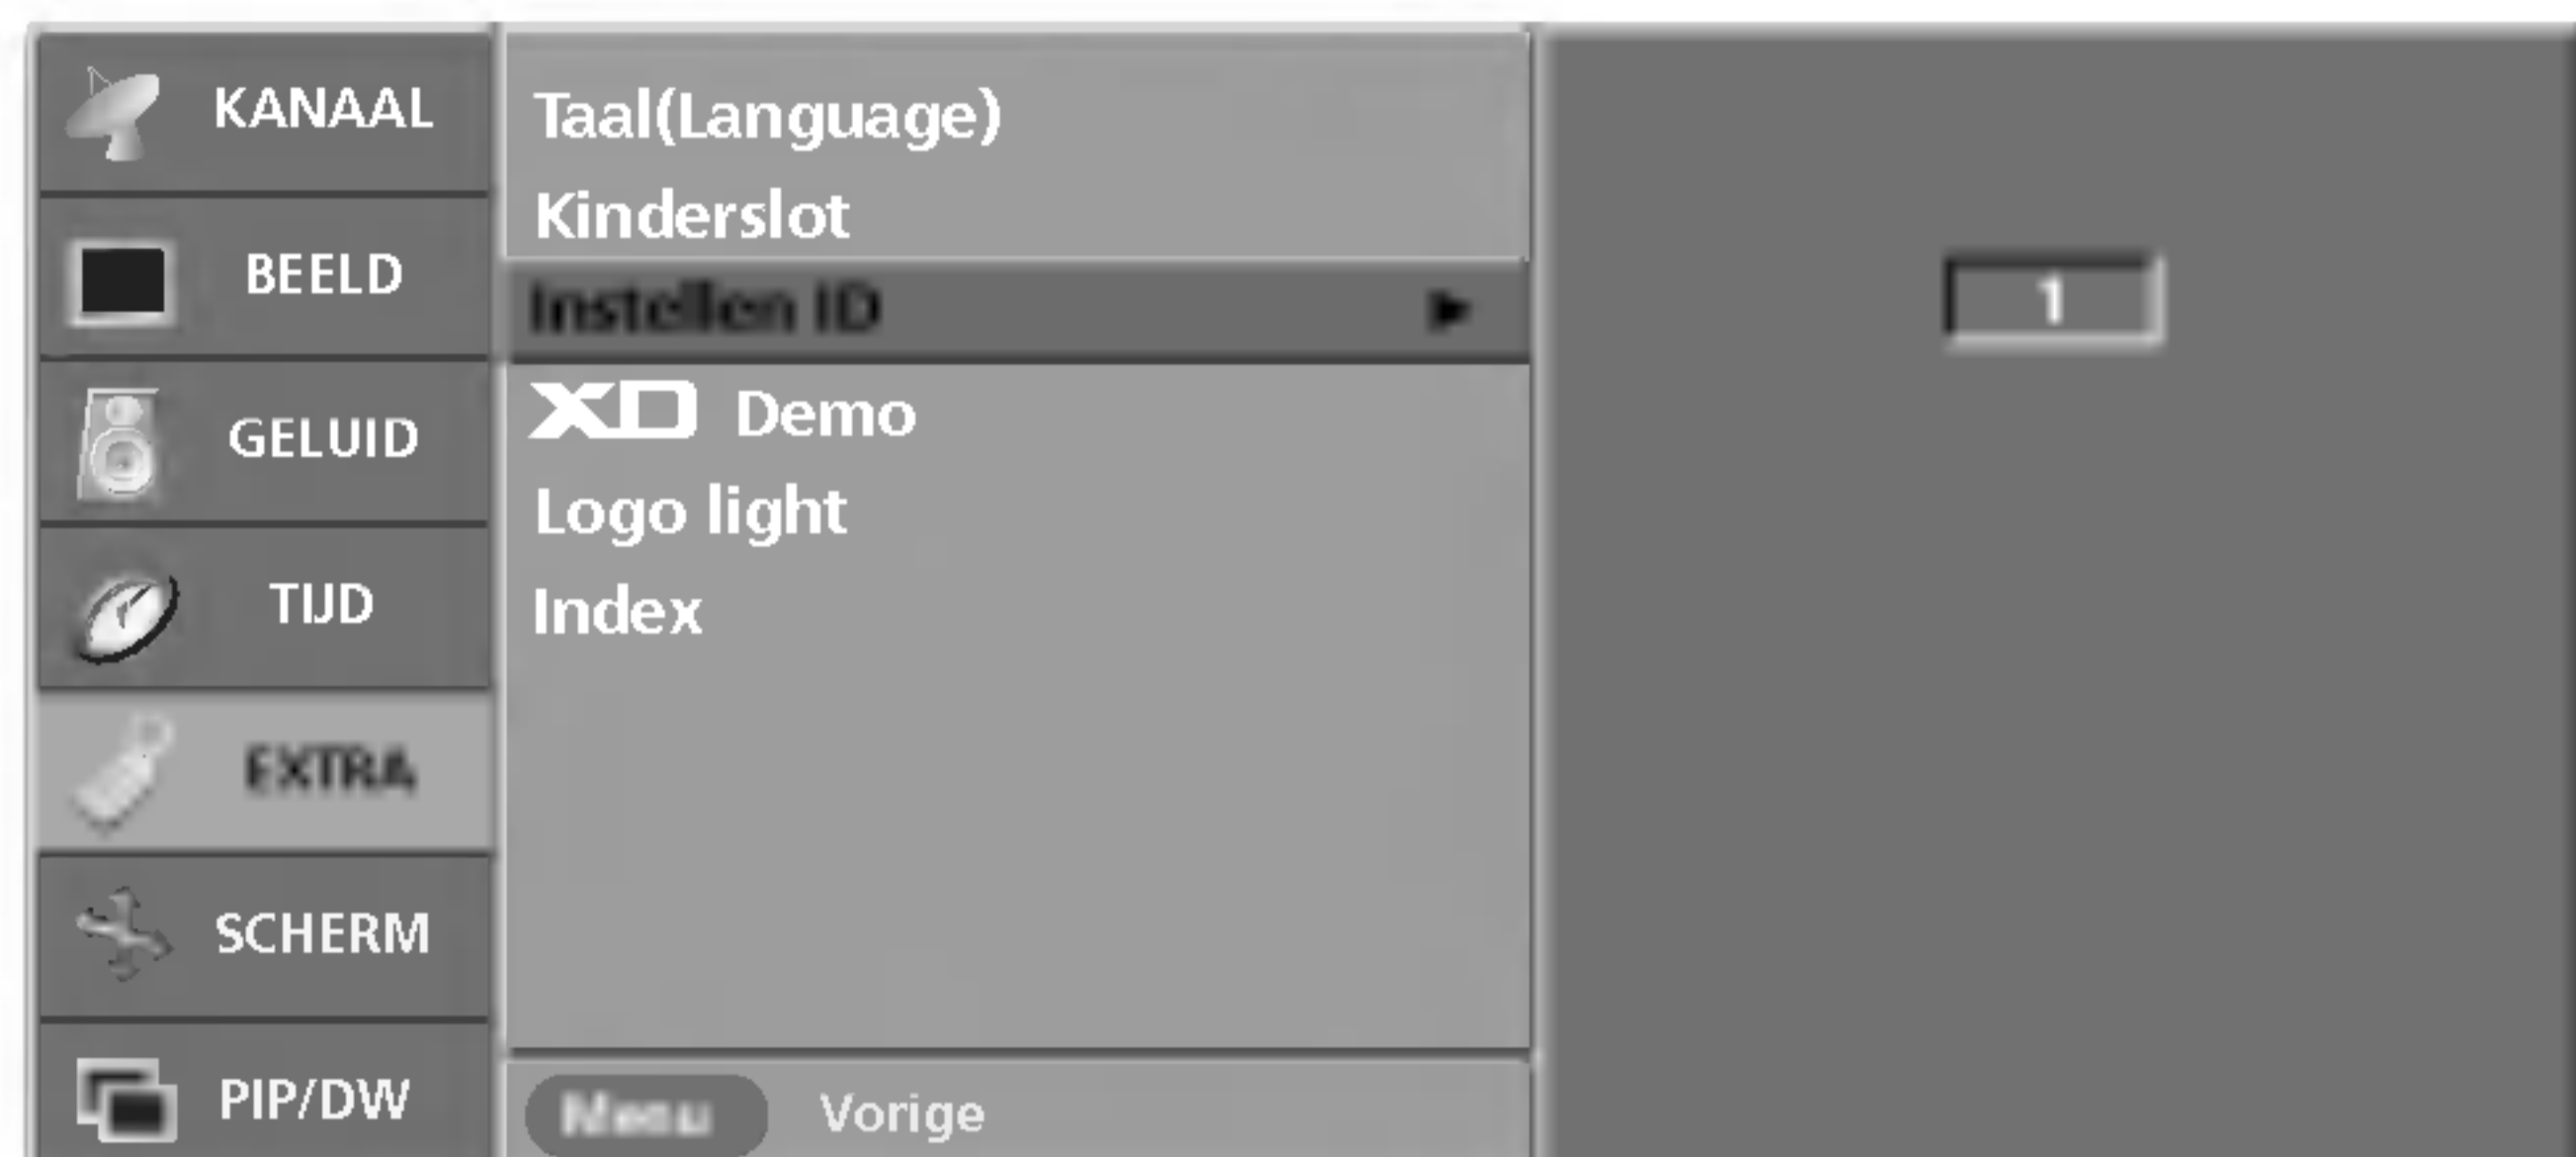 KANAAL
BEELD
GELUID
TIJD
EXTRA
SCHERM
PIP/DW
Taal(Language)
Kinderslot
Instellen ID
XD Demo
Logo light
Index
Menu Vorige
1